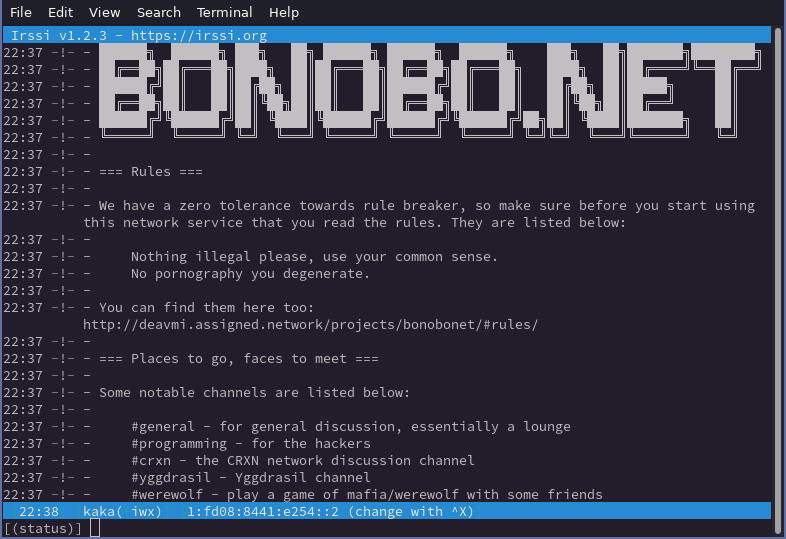 File Edit View Search Terminal Help
Irssi v1.2.3 - https://irssi.org
22:37 -!- -
22:37 -!- -
22:37 -!- -
22:37 -!- - BONOBO.NET
22:37 -!- -
22:37 -!- -
22:37 -!- -
22:37 -!- - === Rules ===
22:37 -!- -
22:37 -!- - We have a zero tolerance towards rule breaker, so make sure before you start using
this network service that you read the rules. They are listed below:
22:37 -!- -
22:37 -!- - Nothing illegal please, use your common sense.
22:37 -!- - No pornography you degenerate.
22:37 -!- -
22:37 -!- - You can find them here too:
http://deavmi.assigned.network/projects/bonobonet/#rules/
22:37 -!- -
22:37 -!- - === Places to go, faces to meet ===
22:37 -!- -
22:37 -!- - Some notable channels are listed below:
22:37 -!- -
22:37 -!- - #general - for general discussion, essentially a lounge
22:37 -!- - #programming - for the hackers
22:37 -!- - #crxn - the CRXN network discussion channel
22:37 -!- - #yggdrasil - Yggdrasil channel
22:37 -!- - #werewolf - play a game of mafia/werewolf with some friends
[22:38] [kaka(+iwx)] [1:fd08:8441:e254::2 (change with ^X)]
[(status)]